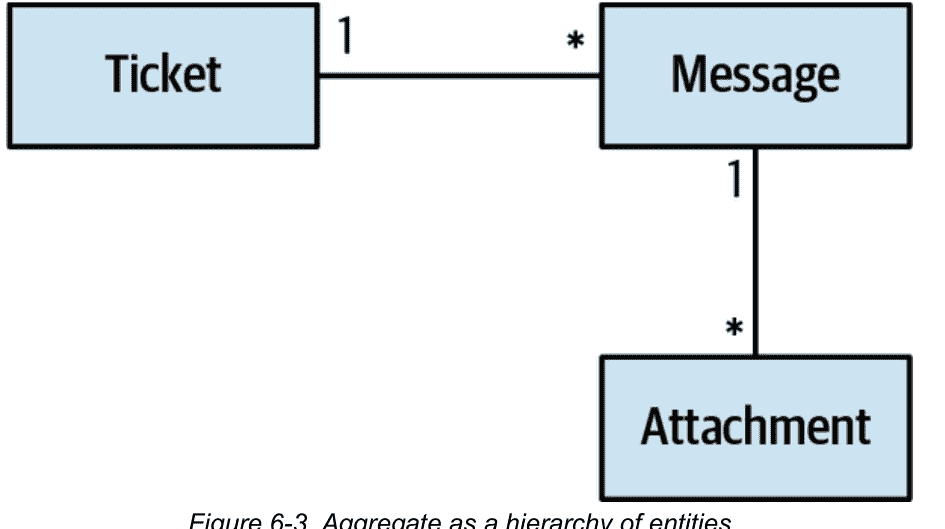 Ticket
1
*
Message
1
*
Attachment
Figure 6-3. Aggregate as a hierarchy of entities